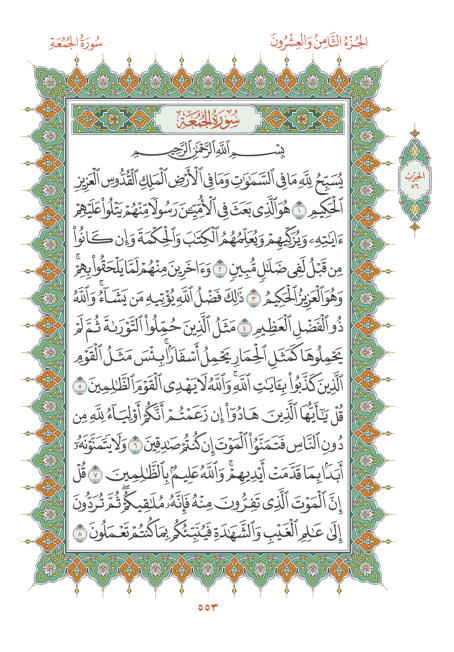 الجُزْءُ الثَّامِنُ وَالعِشْرُونَ
سُورَةُ الجُمُعَةِ
سُورَةُ الجُمُعَةِ
بِسۡمِ ٱللَّهِ ٱلرَّحۡمَٰنِ ٱلرَّحِيمِ
يُسَبِّحُ لِلَّهِ مَا فِي ٱلسَّمَٰوَٰتِ وَمَا فِي ٱلۡأَرۡضِ ٱلۡمَلِكِ ٱلۡقُدُّوسِ ٱلۡعَزِيزِ
ٱلۡحَكِيمِ ١ هُوَ ٱلَّذِي بَعَثَ فِي ٱلۡأُمِّيِّـۧنَ رَسُولٗا مِّنۡهُمۡ يَتۡلُواْ عَلَيۡهِمۡ
ءَايَٰتِهِۦ وَيُزَكِّيهِمۡ وَيُعَلِّمُهُمُ ٱلۡكِتَٰبَ وَٱلۡحِكۡمَةَ وَإِن كَانُواْ
مِن قَبۡلُ لَفِي ضَلَٰلٖ مُّبِينٖ ٢ وَءَاخَرِينَ مِنۡهُمۡ لَمَّا يَلۡحَقُواْ بِهِمۡۚ
وَهُوَ ٱلۡعَزِيزُ ٱلۡحَكِيمُ ٣ ذَٰلِكَ فَضۡلُ ٱللَّهِ يُؤۡتِيهِ مَن يَشَآءُۚ وَٱللَّهُ
ذُو ٱلۡفَضۡلِ ٱلۡعَظِيمِ ٤ مَثَلُ ٱلَّذِينَ حُمِّلُواْ ٱلتَّوۡرَىٰةَ ثُمَّ لَمۡ
يَحۡمِلُوهَا كَمَثَلِ ٱلۡحِمَارِ يَحۡمِلُ أَسۡفَارَۢاۚ بِئۡسَ مَثَلُ ٱلۡقَوۡمِ
ٱلَّذِينَ كَذَّبُواْ بِـَٔايَٰتِ ٱللَّهِۚ وَٱللَّهُ لَا يَهۡدِي ٱلۡقَوۡمَ ٱلظَّٰلِمِينَ ٥
قُلۡ يَٰٓأَيُّهَا ٱلَّذِينَ هَادُوٓاْ إِن زَعَمۡتُمۡ أَنَّكُمۡ أَوۡلِيَآءُ لِلَّهِ مِن
دُونِ ٱلنَّاسِ فَتَمَنَّوُاْ ٱلۡمَوۡتَ إِن كُنتُمۡ صَٰدِقِينَ ٦ وَلَا يَتَمَنَّوۡنَهُۥٓ
أَبَدَۢا بِمَا قَدَّمَتۡ أَيۡدِيهِمۡۚ وَٱللَّهُ عَلِيمُۢ بِٱلظَّٰلِمِينَ ٧ قُلۡ
إِنَّ ٱلۡمَوۡتَ ٱلَّذِي تَفِرُّونَ مِنۡهُ فَإِنَّهُۥ مُلَٰقِيكُمۡۖ ثُمَّ تُرَدُّونَ
إِلَىٰ عَٰلِمِ ٱلۡغَيۡبِ وَٱلشَّهَٰدَةِ فَيُنَبِّئُكُم بِمَا كُنتُمۡ تَعۡمَلُونَ ٨
الحِزْبُ
٥٦
٥٥٣